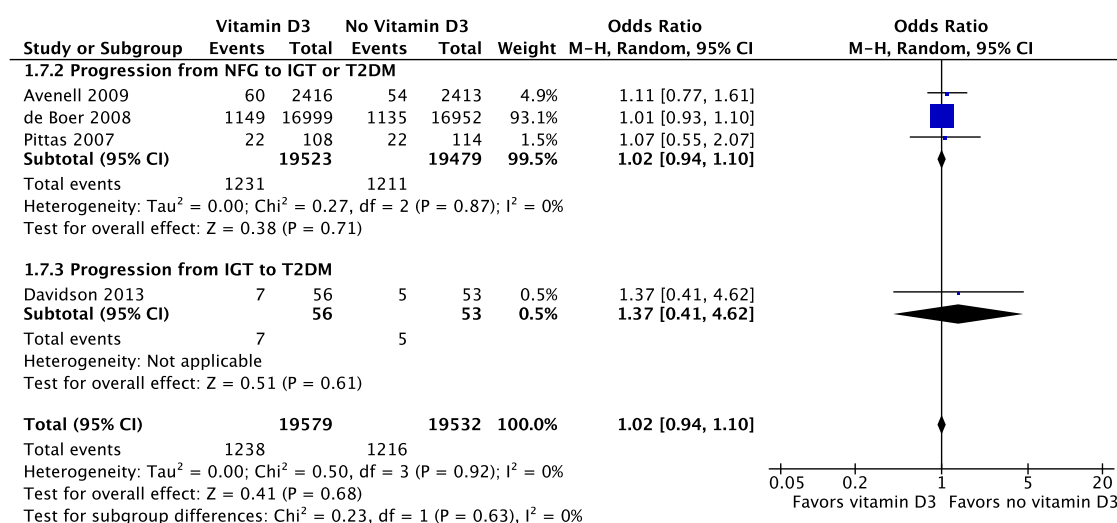 Vitamin D3 No Vitamin D3 Odds Ratio Odds Ratio
Study or Subgroup Events Total Events Total Weight M-H, Random, 95% CI M-H, Random, 95% CI
1.7.2 Progression from NFG to IGT or T2DM
Avenell 2009 60 2416 54 2413 4.9% 1.11 [0.77, 1.61]
de Boer 2008 1149 16999 1135 16952 93.1% 1.01 [0.93, 1.10]
Pittas 2007 22 108 22 114 1.5% 1.07 [0.55, 2.07]
Subtotal (95% CI) 19523 19479 99.5% 1.02 [0.94, 1.10]
Total events 1231 1211
Heterogeneity: Tau² = 0.00; Chi² = 0.27, df = 2 (P = 0.87); I² = 0%
Test for overall effect: Z = 0.38 (P = 0.71)
1.7.3 Progression from IGT to T2DM
Davidson 2013 7 56 5 53 0.5% 1.37 [0.41, 4.62]
Subtotal (95% CI) 56 53 0.5% 1.37 [0.41, 4.62]
Total events 7 5
Heterogeneity: Not applicable
Test for overall effect: Z = 0.51 (P = 0.61)
Total (95% CI) 19579 19532 100.0% 1.02 [0.94, 1.10]
Total events 1238 1216
Heterogeneity: Tau² = 0.00; Chi² = 0.50, df = 3 (P = 0.92); I² = 0%
Test for overall effect: Z = 0.41 (P = 0.68)
Test for subgroup differences: Chi² = 0.23, df = 1 (P = 0.63), I² = 0%
0.05 0.2 1 5 20
Favors vitamin D3 Favors no vitamin D3